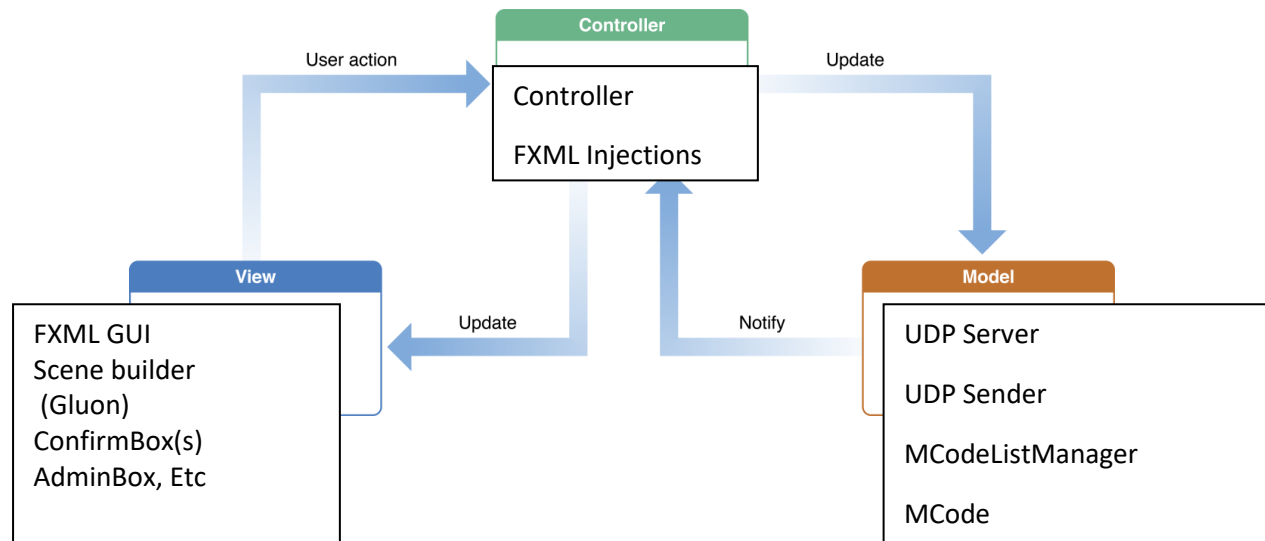 Controller
User action
Update
Controller
FXML Injections
View
Model
Update
Notify
FXML GUI
Scene builder
(Gluon)
ConfirmBox(s)
AdminBox, Etc
UDP Server
UDP Sender
MCodeListManager
MCode